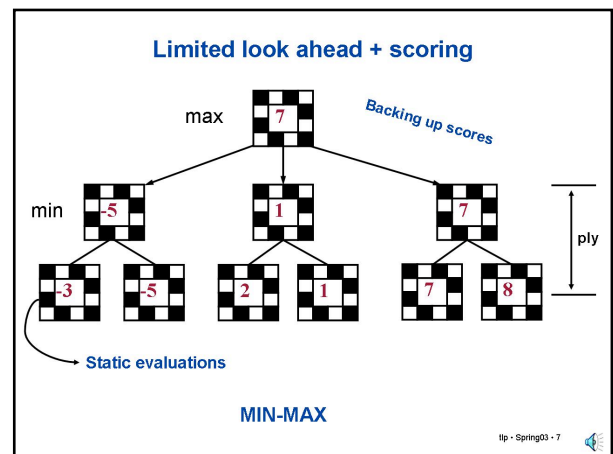 Limited look ahead + scoring
max
7
Backing up scores
min
-5
1
7
ply
-3
-5
2
1
7
8
Static evaluations
MIN-MAX
tlp • Spring03 • 7